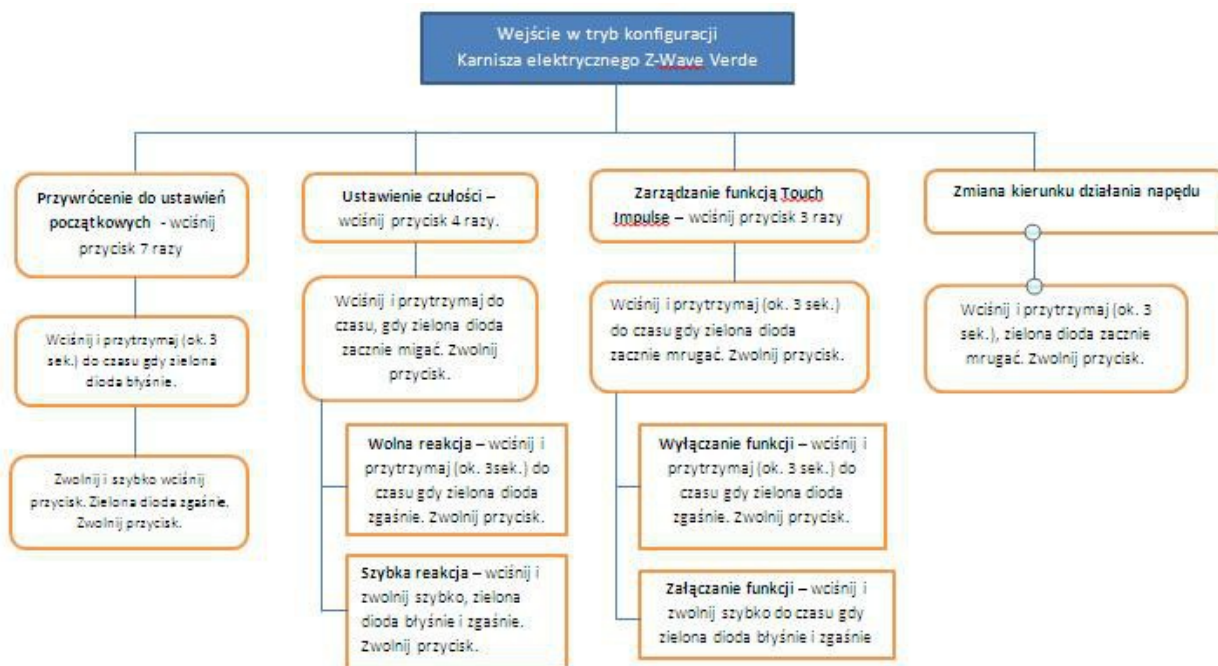 Wejście w tryb konfiguracji
Karnisza elektrycznego Z-Wave Verde
Przywrócenie do ustawień
początkowych - wciśnij
przycisk 7 razy
Wciśnij i przytrzymaj (ok. 3
sek.) do czasu gdy zielona
dioda błyśnie.
Zwolnij i szybko wciśnij
przycisk. Zielona dioda zgaśnie.
Zwolnij przycisk.
Ustawienie czułości –
wciśnij przycisk 4 razy.
Wciśnij i przytrzymaj do
czasu, gdy zielona dioda
zacznie migać. Zwolnij
przycisk.
Wolna reakcja – wciśnij i
przytrzymaj (ok. 3sek.) do
czasu gdy zielona dioda
zgaśnie. Zwolnij przycisk.
Szybka reakcja – wciśnij i
zwolnij szybko, zielona
dioda błyśnie i zgaśnie.
Zwolnij przycisk.
Zarządzanie funkcją Touch
Impulse – wciśnij przycisk 3 razy
Wciśnij i przytrzymaj (ok. 3 sek.)
do czasu gdy zielona dioda
zacznie mrugać. Zwolnij przycisk.
Wyłączanie funkcji – wciśnij i
przytrzymaj (ok. 3 sek.) do
czasu gdy zielona dioda
zgaśnie. Zwolnij przycisk.
Załączanie funkcji – wciśnij i
zwolnij szybko do czasu gdy
zielona dioda błyśnie i zgaśnie
Zmiana kierunku działania napędu
Wciśnij i przytrzymaj (ok. 3
sek.), zielona dioda zacznie
mrugać. Zwolnij przycisk.